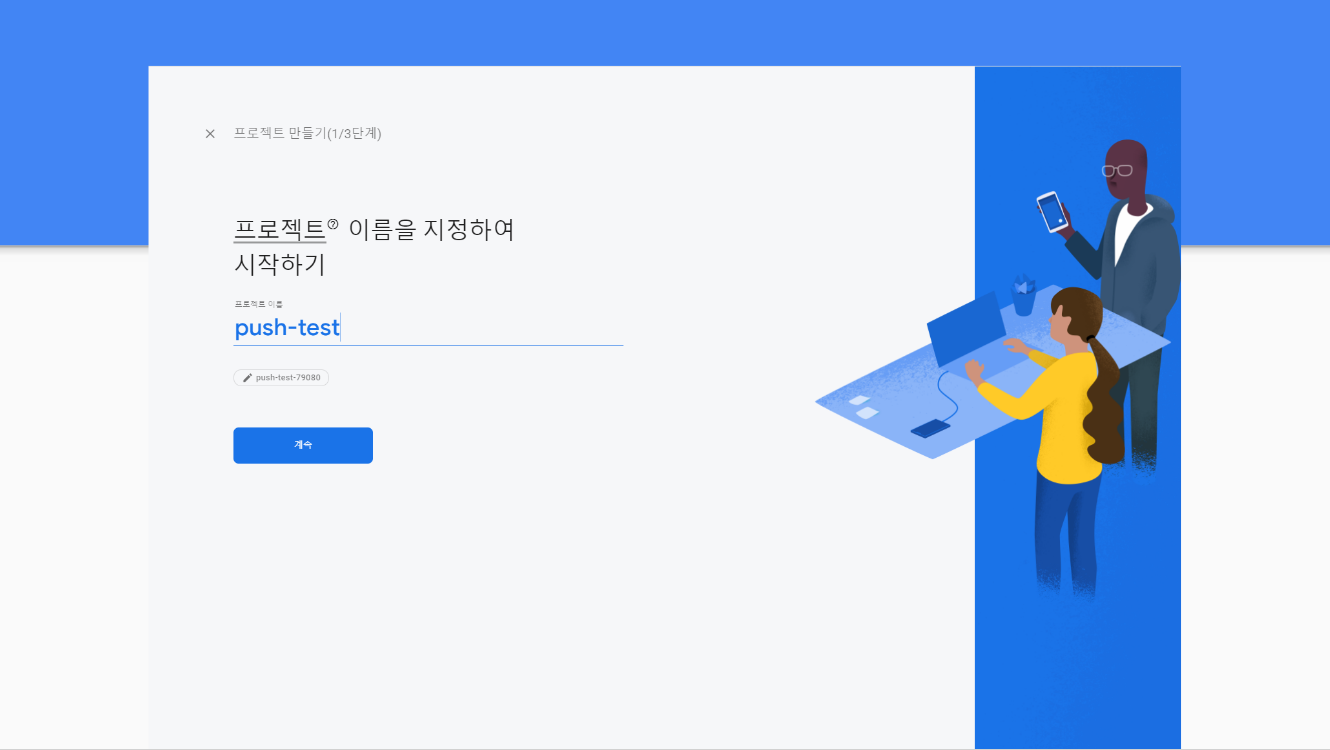 프로젝트 만들기(1/3단계)
프로젝트 이름을 지정하여
시작하기
프로젝트 이름
push-test
push-test-79080
계속